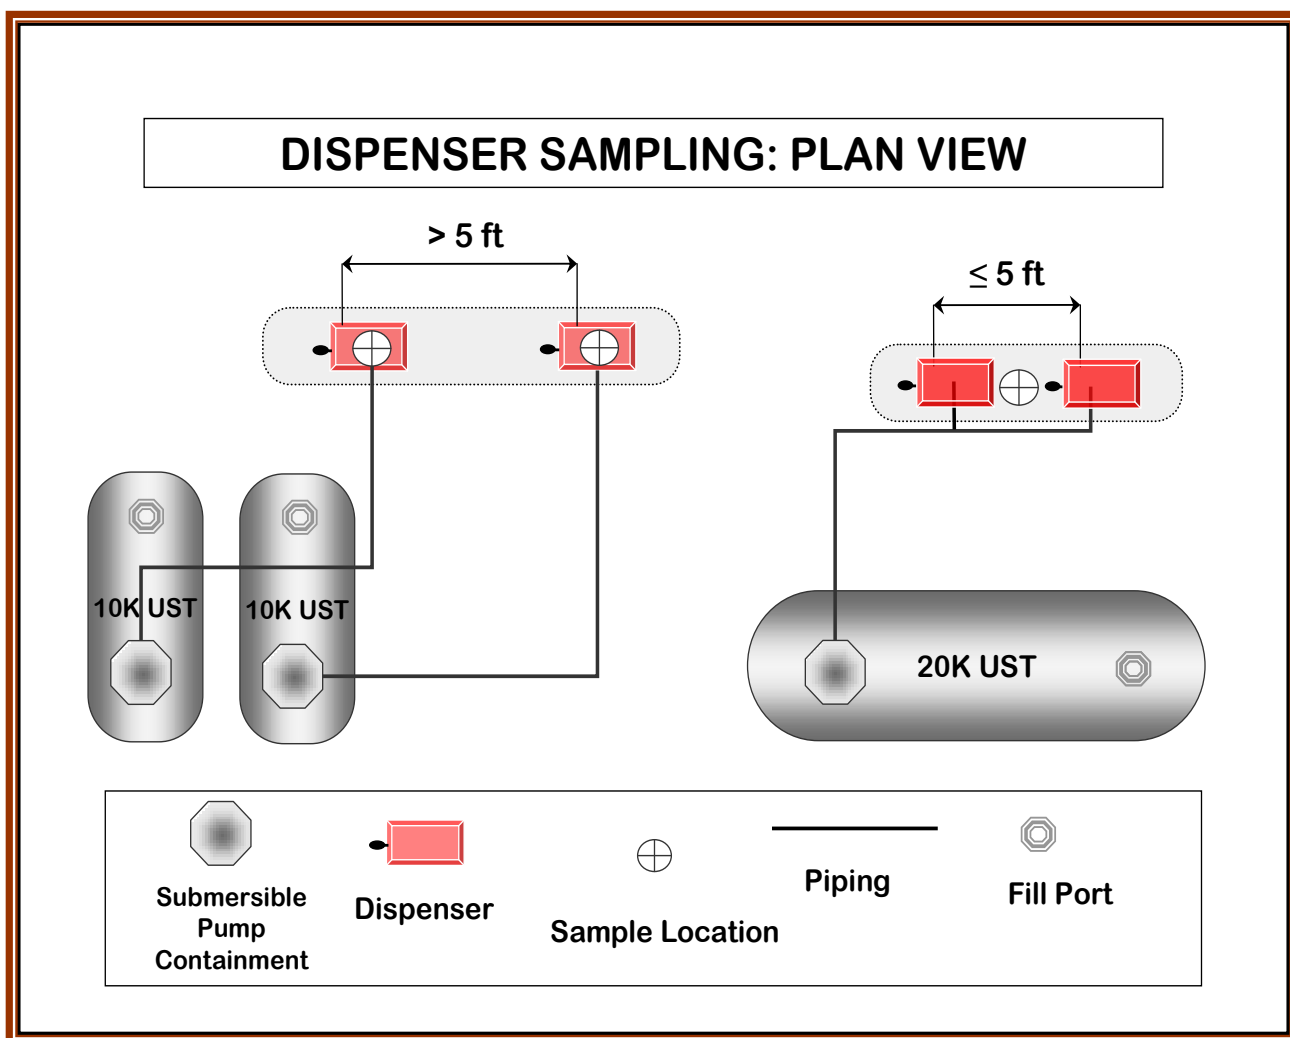 DISPENSER SAMPLING: PLAN VIEW
> 5 ft
≤ 5 ft
10K UST
10K UST
20K UST
Submersible
Pump
Containment
Dispenser
Sample Location
Piping
Fill Port